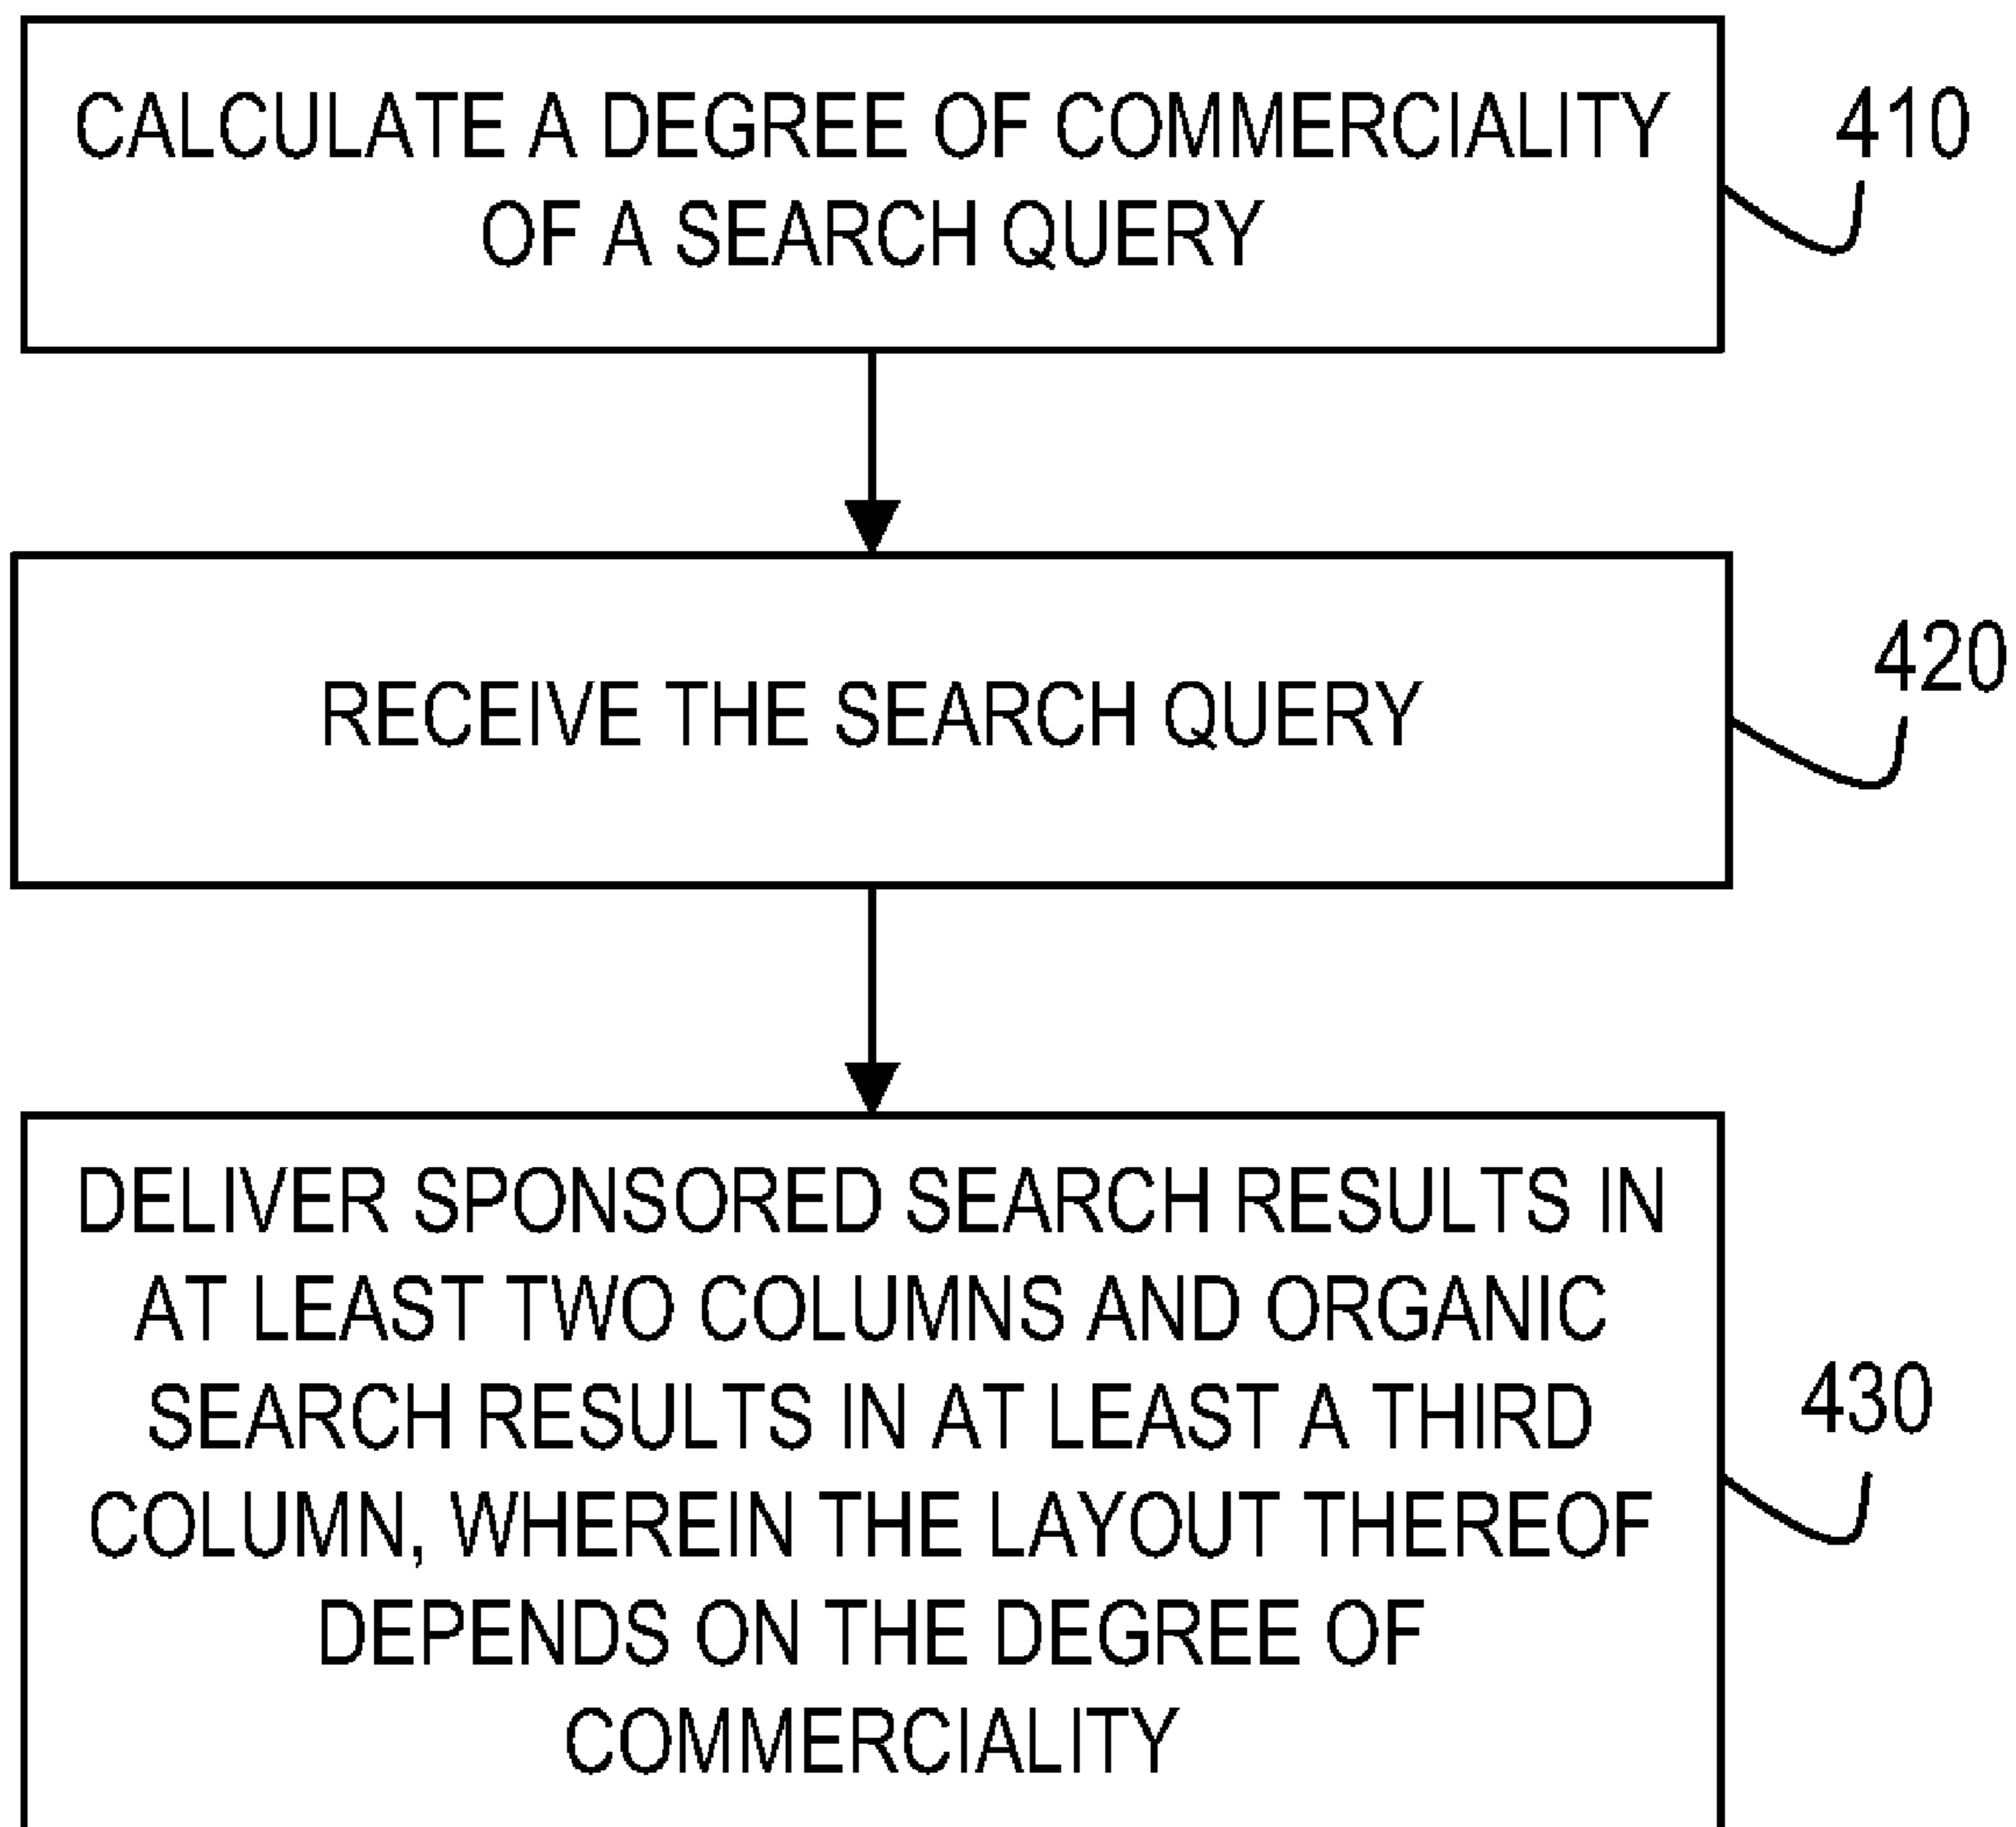 CALCULATE A DEGREE OF COMMERCIALITY
OF A SEARCH QUERY
410
RECEIVE THE SEARCH QUERY
420
DELIVER SPONSORED SEARCH RESULTS IN
AT LEAST TWO COLUMNS AND ORGANIC
SEARCH RESULTS IN AT LEAST A THIRD
COLUMN, WHEREIN THE LAYOUT THEREOF
DEPENDS ON THE DEGREE OF
COMMERCIALITY
430